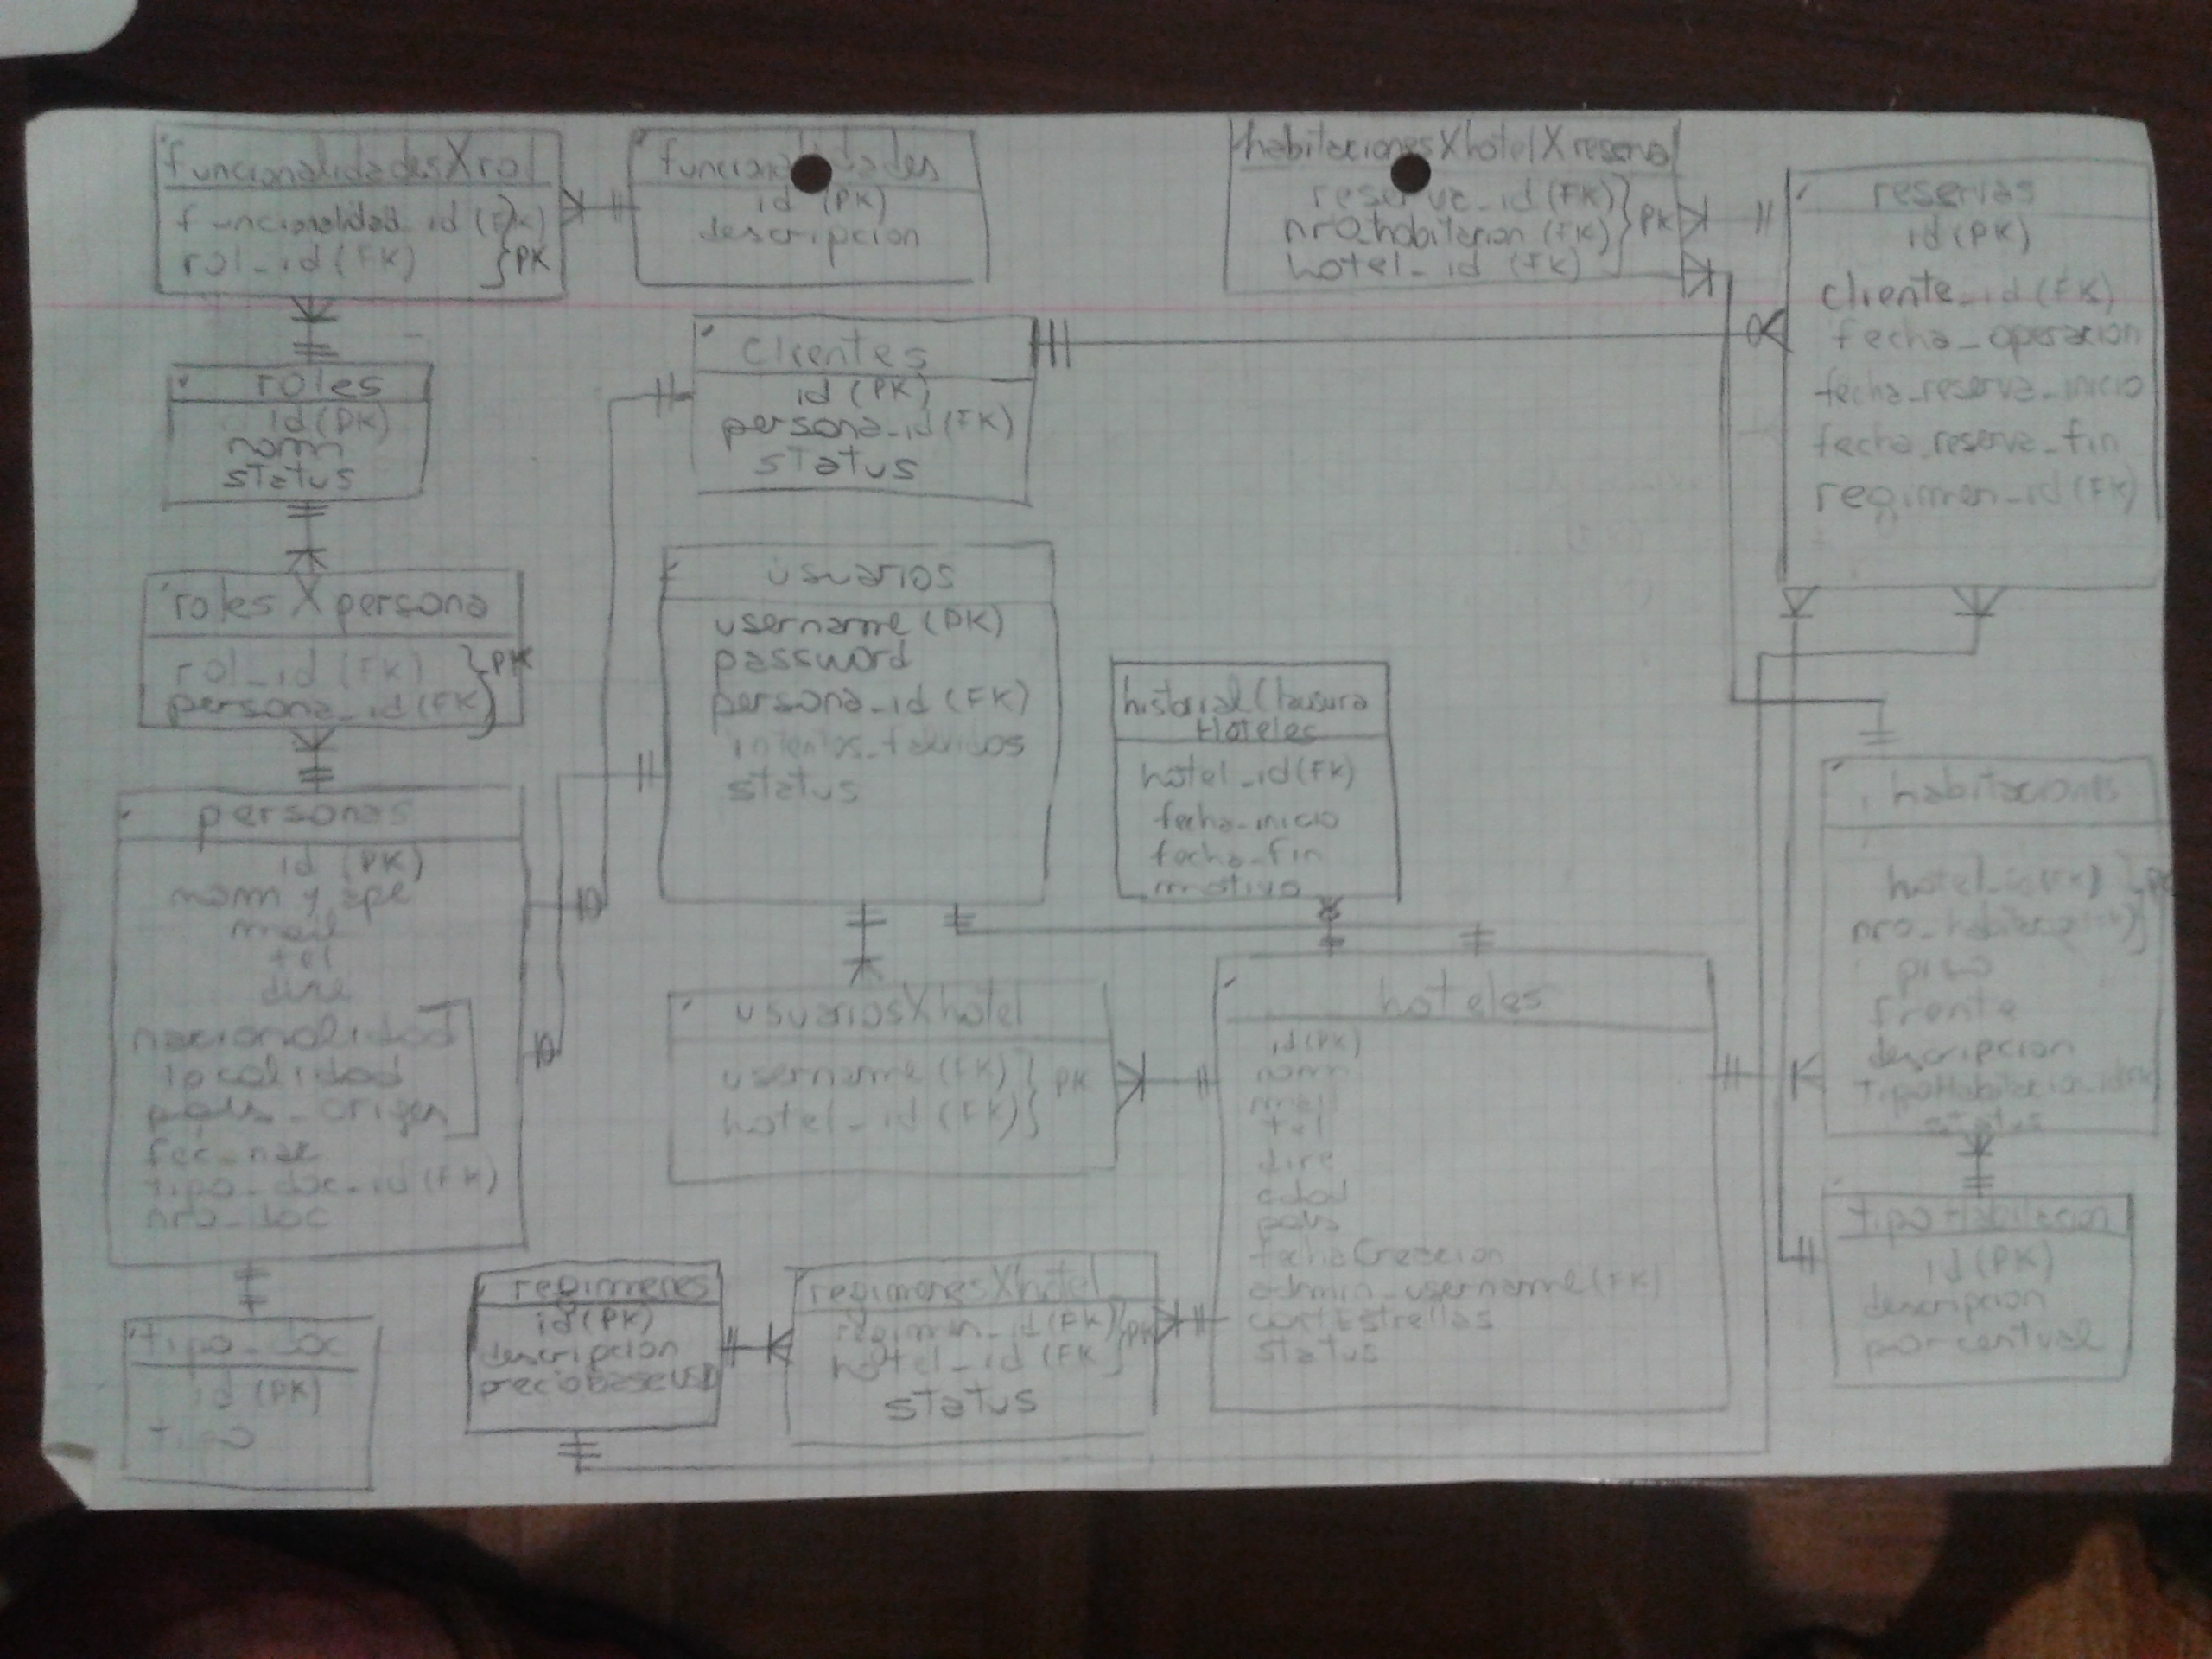 funcionalidadesXrol
funcionalidad_id (FK)
rol_id (FK) } PK
funcionalidades
id (PK)
descripcion
habitacionesXhotelXreserva
reserva_id (FK)
nro_habitacion (FK) } PK
hotel_id (FK)
reservas
id (PK)
cliente_id (FK)
fecha_operacion
fecha_reserva_inicio
fecha_reserva_fin
regimen_id (FK)
roles
id (PK)
nomn
status
clientes
id (PK)
persona_id (FK)
status
rolesXpersona
rol_id (FK) } PK
persona_id (FK)
usuarios
username (PK)
password
persona_id (FK)
intentos_fallidos
status
historialClausura
Hoteles
hotel_id (FK)
fecha_inicio
fecha_fin
motivo
personas
id (PK)
nom y ape
mail
tel
dire
nacionalidad
localidad
pais_origen
fec_nac
tipo_doc_id (FK)
nro_doc
usuariosXhotel
username (FK) } PK
hotel_id (FK)
hoteles
id (PK)
nomn
mail
tel
dire
cdad
pais
fechaCreacion
admin_username (FK)
cantEstrellas
status
habitaciones
hotel_id (FK) } PK
nro_habitacion
piso
frente
descripcion
tipoHabitacion_id
status
tipo_doc
id (PK)
tipo
regimenes
id (PK)
descripcion
preciobaseUSD
regimenesXhotel
regimen_id (FK) } PK
hotel_id (FK)
status
tipoHabitacion
id (PK)
descripcion
porcentual